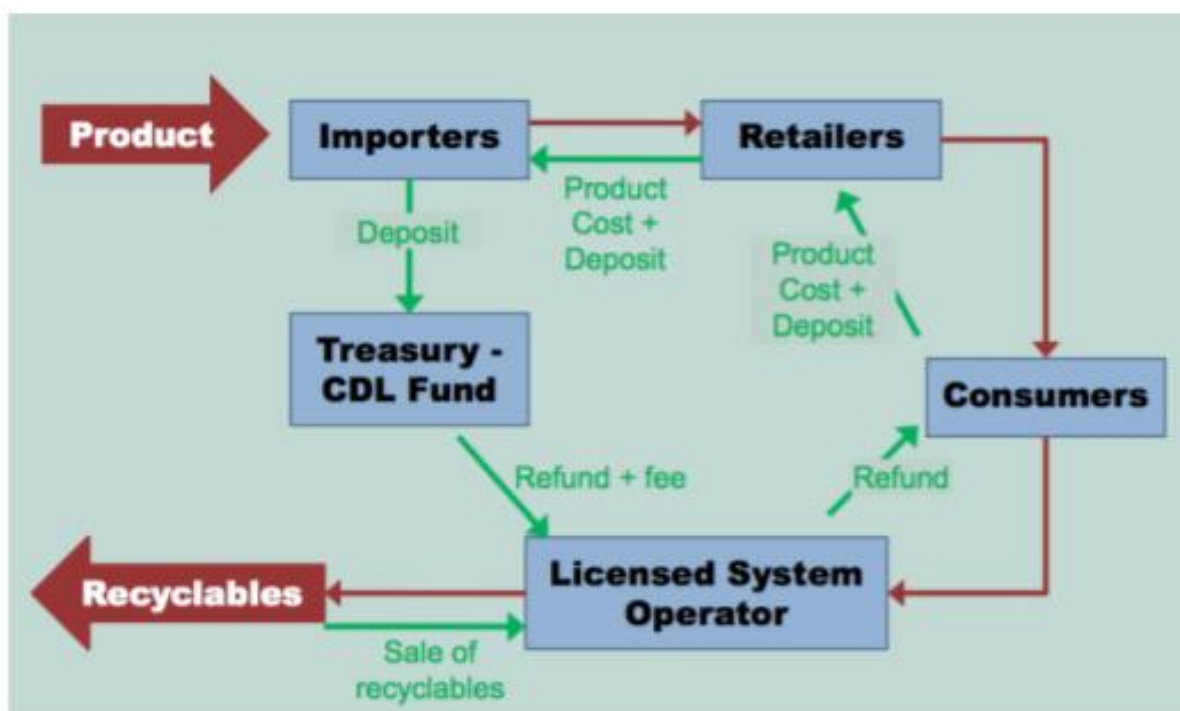 Product
Importers
Retailers
Product
Cost +
Deposit
Deposit
Product
Cost +
Deposit
Treasury -
CDL Fund
Consumers
Refund + fee
Refund
Recyclables
Licensed System
Operator
Sale of
recyclables